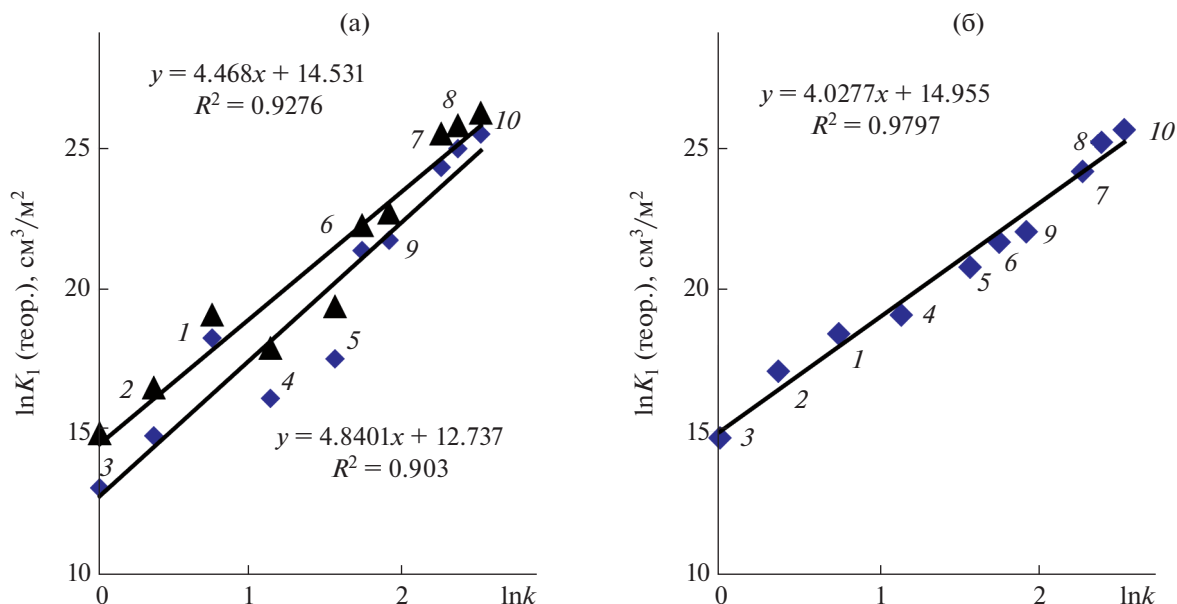 (а)
y = 4.468x + 14.531
R² = 0.9276
lnK₁ (теор.), см³/м²
25
20
15
10
0
1
2
lnk
8
10
7
6
9
1
5
2
4
3
y = 4.8401x + 12.737
R² = 0.903
(б)
y = 4.0277x + 14.955
R² = 0.9797
lnK₁ (теор.), см³/м²
25
20
15
10
0
1
2
lnk
8
10
7
9
6
5
4
1
2
3